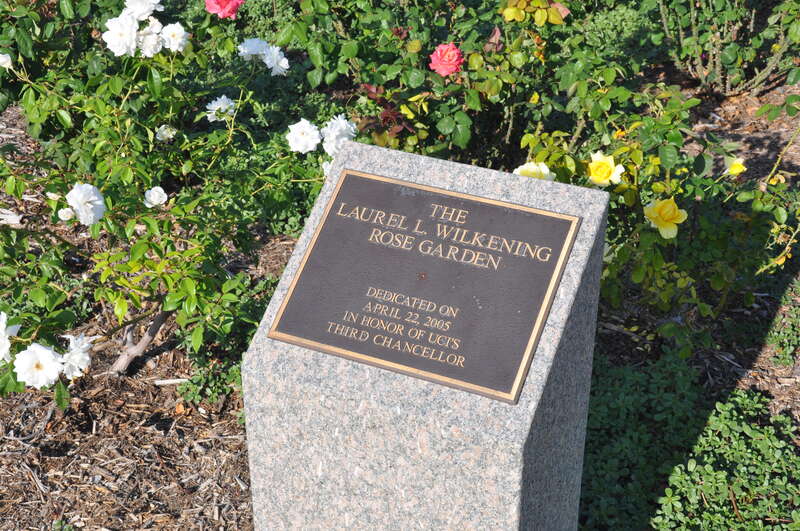 THE
LAUREL L. WILKENING
ROSE GARDEN
DEDICATED ON
APRIL 22, 2005
IN HONOR OF UCI'S
THIRD CHANCELLOR